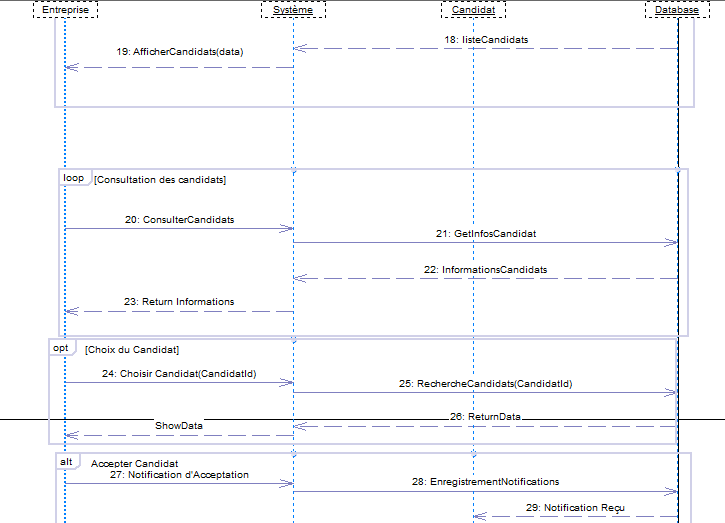 Entreprise
Système
Candidat
Database
18: listeCandidats
19: AfficherCandidats(data)
loop
[Consultation des candidats]
20: ConsulterCandidats
21: GetInfosCandidat
22: InformationsCandidats
23: Return Informations
opt
[Choix du Candidat]
24: Choisir Candidat(CandidatId)
25: RechercheCandidats(CandidatId)
26: ReturnData
ShowData
alt
Accepter Candidat
27: Notification d'Acceptation
28: EnregistrementNotifications
29: Notification Reçu